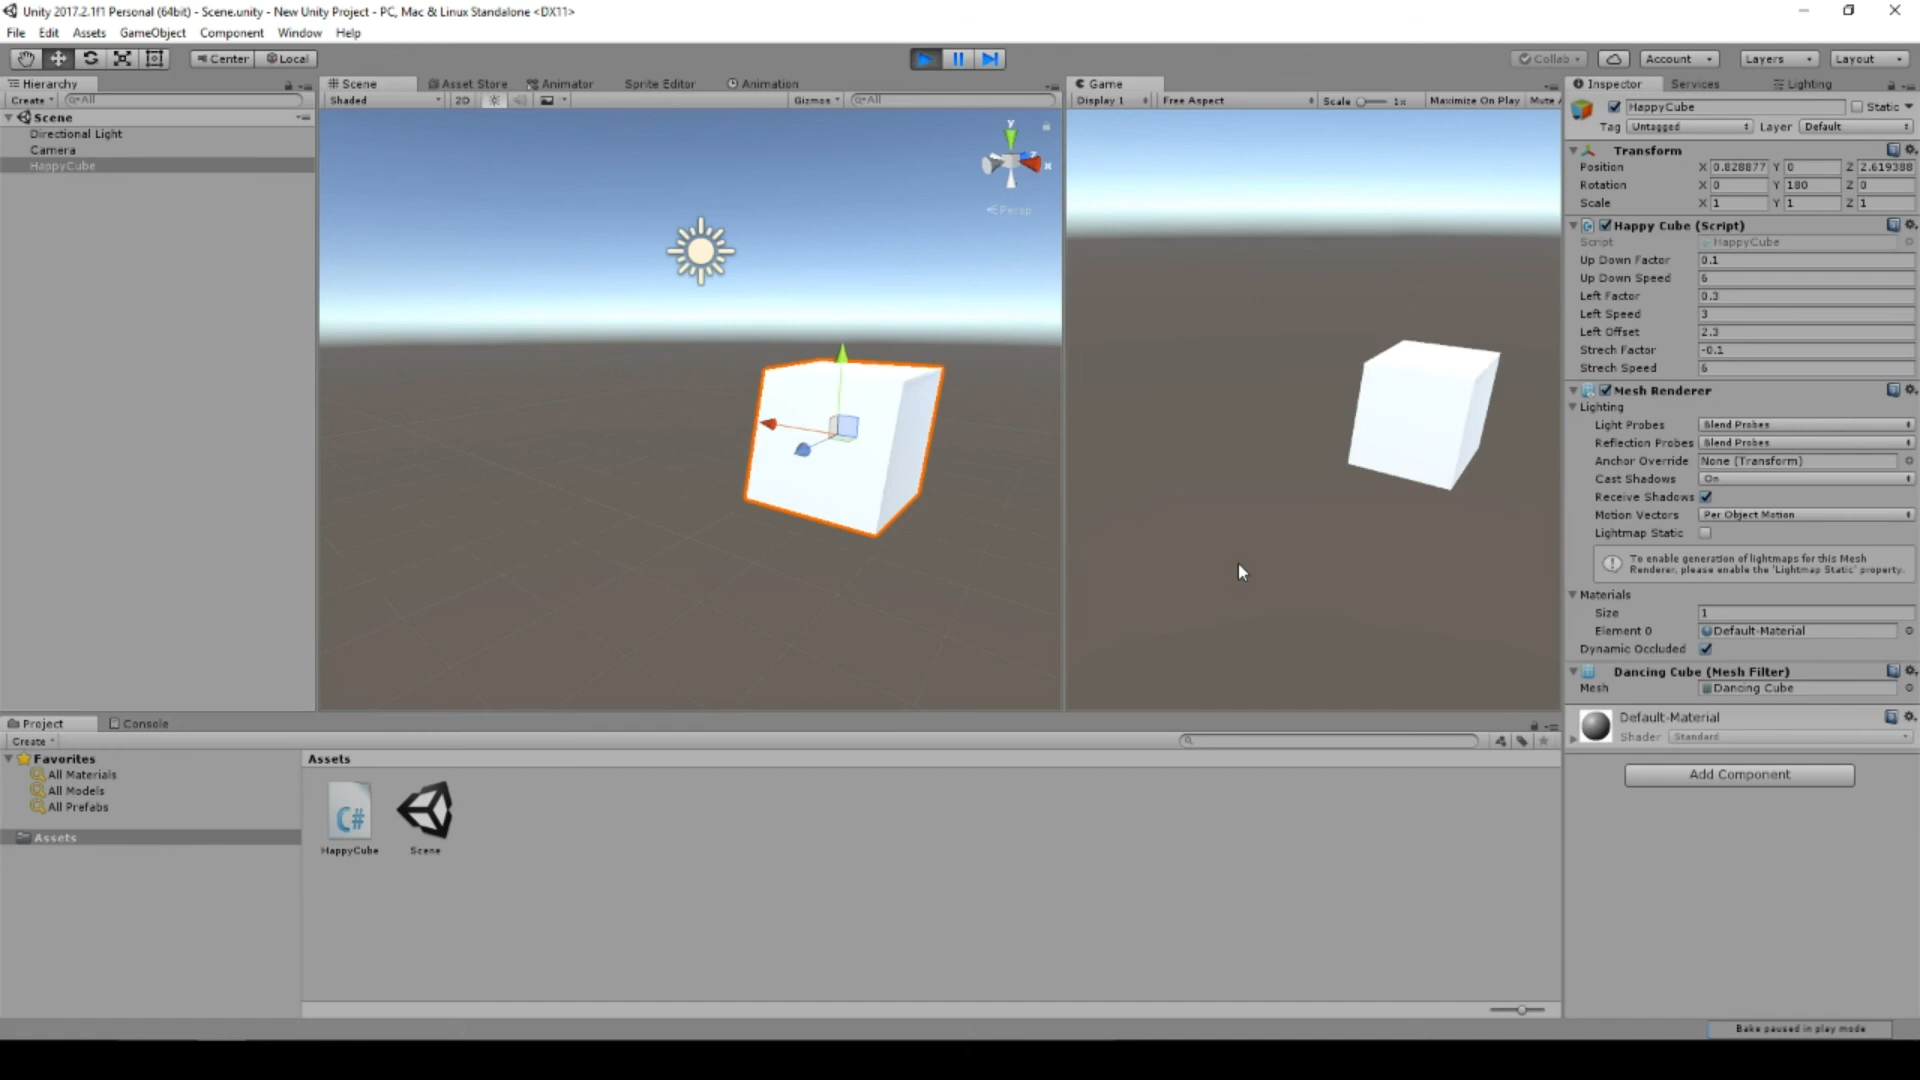 Unity 2017.2.1f1 Personal (64bit) - Scene.unity - New Unity Project - PC, Mac & Linux Standalone <DX11>
File Edit Assets GameObject Component Window Help
Center Local Collab Account Layers Layout
Hierarchy
Create All
Scene
Directional Light
Camera
HappyCube
Scene Asset Store Animator Sprite Editor Animation
Shaded 2D Gizmos All
y
x
Persp
Game
Display 1 Free Aspect Scale 1x Maximize On Play Mute
Inspector Services Lighting
HappyCube Static
Tag Untagged Layer Default
Transform
Position X 0.828877 Y 0 Z 2.619388
Rotation X 0 Y 180 Z 0
Scale X 1 Y 1 Z 1
Happy Cube (Script)
Script HappyCube
Up Down Factor 0.1
Up Down Speed 6
Left Factor 0.3
Left Speed 3
Left Offset 2.3
Strech Factor -0.1
Strech Speed 6
Mesh Renderer
Lighting
Light Probes Blend Probes
Reflection Probes Blend Probes
Anchor Override None (Transform)
Cast Shadows On
Receive Shadows
Motion Vectors Per Object Motion
Lightmap Static
To enable generation of lightmaps for this Mesh
Renderer, please enable the 'Lightmap Static' property.
Materials
Size 1
Element 0 Default-Material
Dynamic Occluded
Dancing Cube (Mesh Filter)
Mesh Dancing Cube
Default-Material
Shader Standard
Add Component
Project Console
Create
Favorites
All Materials
All Models
All Prefabs
Assets
Assets
C#
HappyCube Scene
Bake paused in play mode